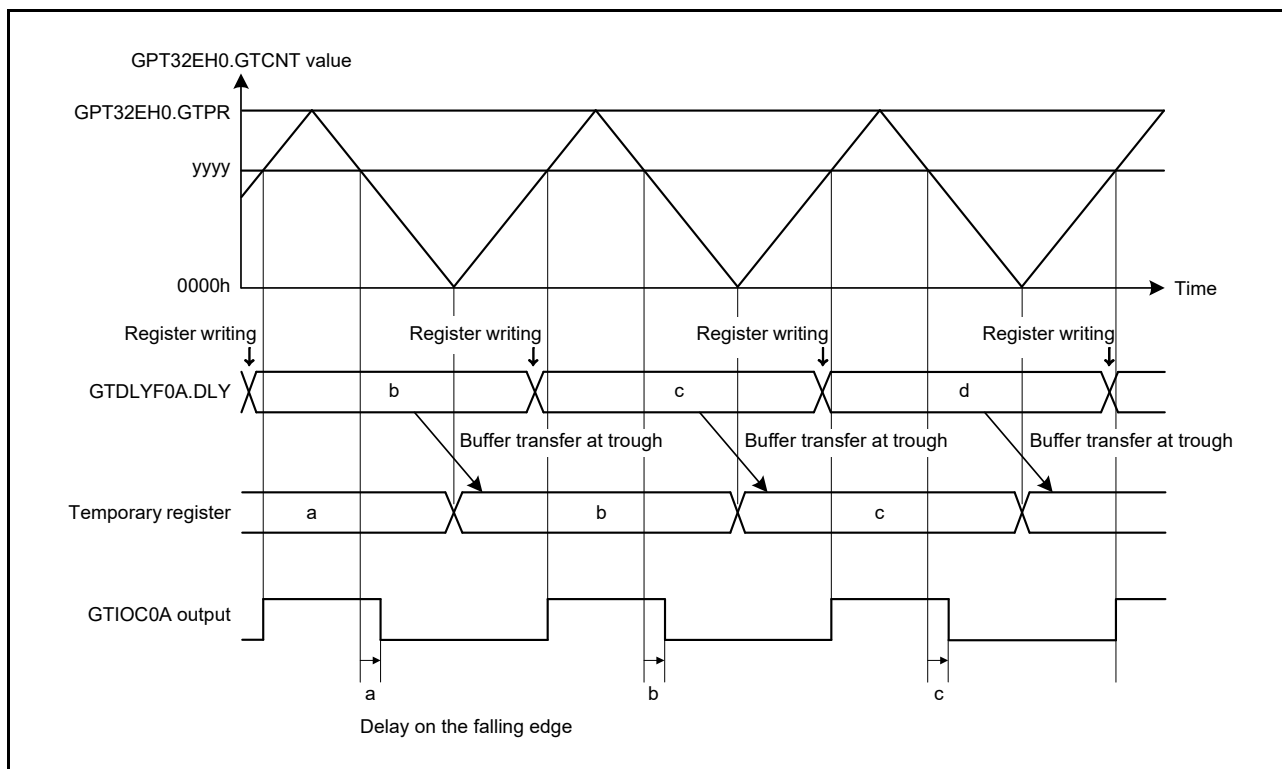 GPT32EH0.GTCNT value
GPT32EH0.GTPR
yyyy
0000h
Time
Register writing Register writing Register writing Register writing
GTDLYF0A.DLY b c d
Buffer transfer at trough Buffer transfer at trough Buffer transfer at trough
Temporary register a b c
GTIOC0A output
a b c
Delay on the falling edge